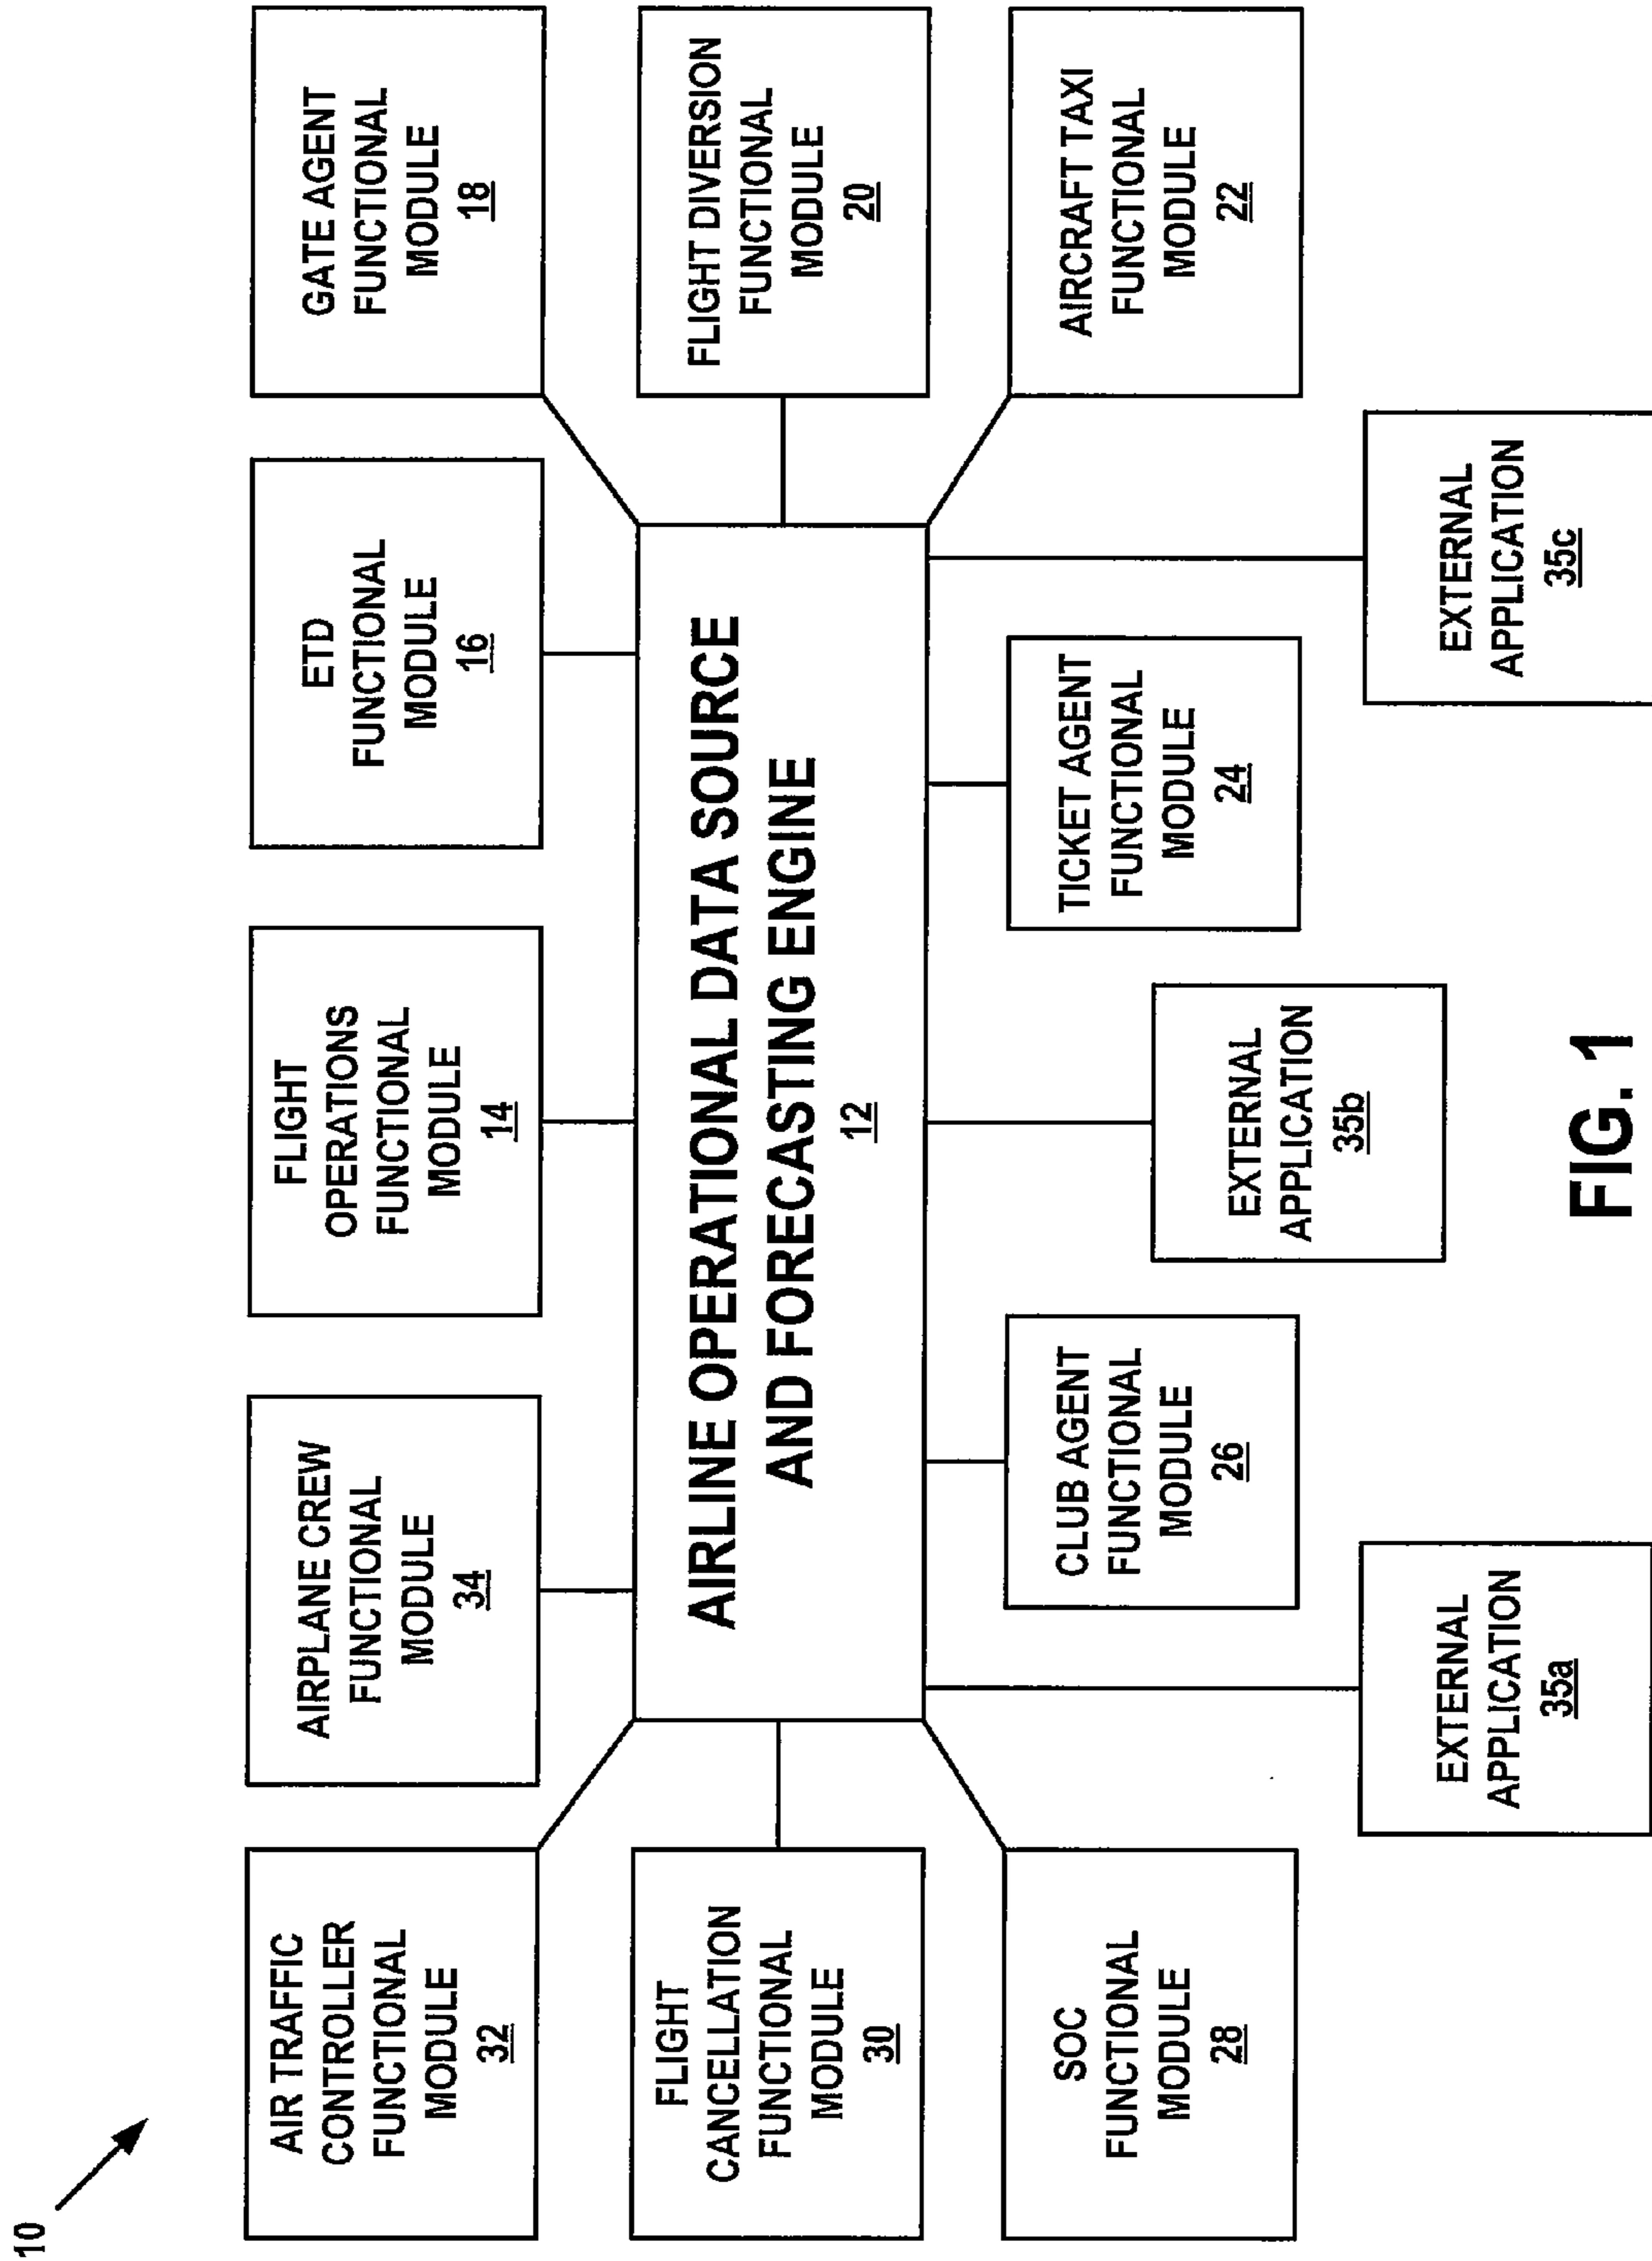 10
AIR TRAFFIC
CONTROLLER
FUNCTIONAL
MODULE
32
AIRPLANE CREW
FUNCTIONAL
MODULE
34
FLIGHT
OPERATIONS
FUNCTIONAL
MODULE
14
ETD
FUNCTIONAL
MODULE
16
GATE AGENT
FUNCTIONAL
MODULE
18
FLIGHT
CANCELLATION
FUNCTIONAL
MODULE
30
AIRLINE OPERATIONAL DATA SOURCE
AND FORECASTING ENGINE
12
FLIGHT DIVERSION
FUNCTIONAL
MODULE
20
SOC
FUNCTIONAL
MODULE
28
CLUB AGENT
FUNCTIONAL
MODULE
26
TICKET AGENT
FUNCTIONAL
MODULE
24
AIRCRAFT TAXI
FUNCTIONAL
MODULE
22
EXTERNAL
APPLICATION
35a
EXTERNAL
APPLICATION
35b
EXTERNAL
APPLICATION
35c
FIG. 1